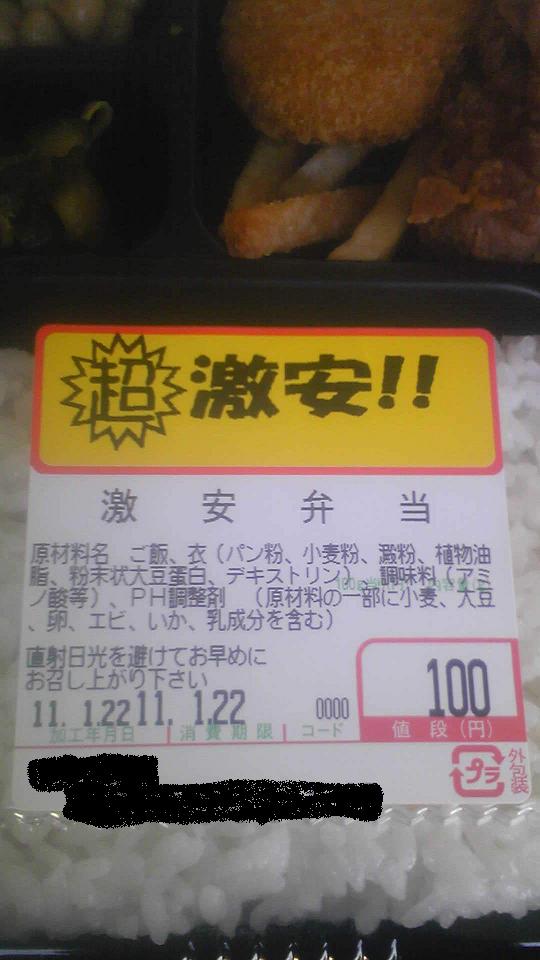 超 激安!!
激安弁当
原材料名　ご飯、衣（パン粉、小麦粉、澱粉、植物油
脂、粉末状大豆蛋白、デキストリン）、調味料（アミ
ノ酸等）、PH調整剤　（原材料の一部に小麦、大豆
、卵、エビ、いか、乳成分を含む）
直射日光を避けてお早めに
お召し上がり下さい
11. 1.22 11. 1.22 0000 100
加工年月日 消費期限 コード 値段（円）
プラ 外包装